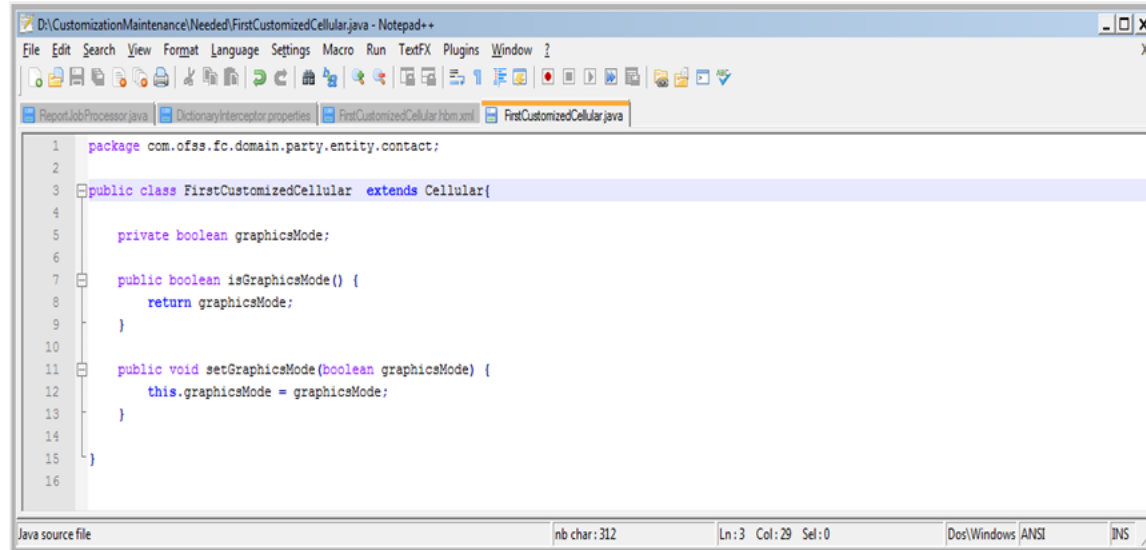 D:\CustomizationMaintenance\Needed\FirstCustomizedCellular.java - Notepad++
File Edit Search View Format Language Settings Macro Run TextFX Plugins Window ?
ReportJobProcessor.java DictionaryInterceptor.properties FirstCustomizedCellular.hbm.xml FirstCustomizedCellular.java
1 package com.ofss.fc.domain.party.entity.contact;
2
3 public class FirstCustomizedCellular  extends Cellular{
4
5 private boolean graphicsMode;
6
7 public boolean isGraphicsMode() {
8 return graphicsMode;
9 }
10
11 public void setGraphicsMode(boolean graphicsMode) {
12 this.graphicsMode = graphicsMode;
13 }
14
15 }
16
Java source file nb char : 312 Ln : 3 Col : 29 Sel : 0 Dos\Windows ANSI INS